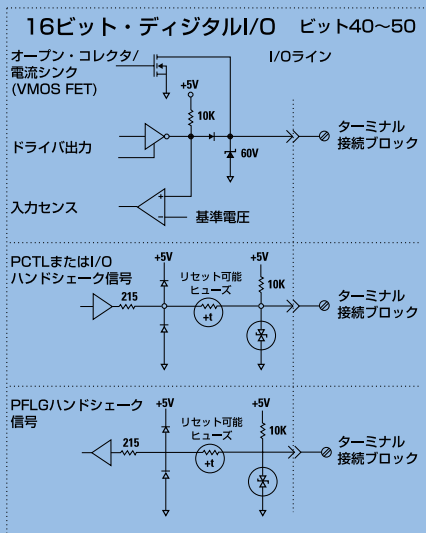 16ビット・ディジタルI/O ビット40～50
オープン・コレクタ/
電流シンク
(VMOS FET)
I/Oライン
+5V
10K
ドライバ出力
60V
ターミナル
接続ブロック
入力センス
+
−
基準電圧
PCTLまたはI/O
ハンドシェーク信号
+5V
+5V
リセット可能
ヒューズ
10K
215
+t
ターミナル
接続ブロック
PFLGハンドシェーク
信号
+5V
+5V
リセット可能
ヒューズ
10K
215
+t
ターミナル
接続ブロック